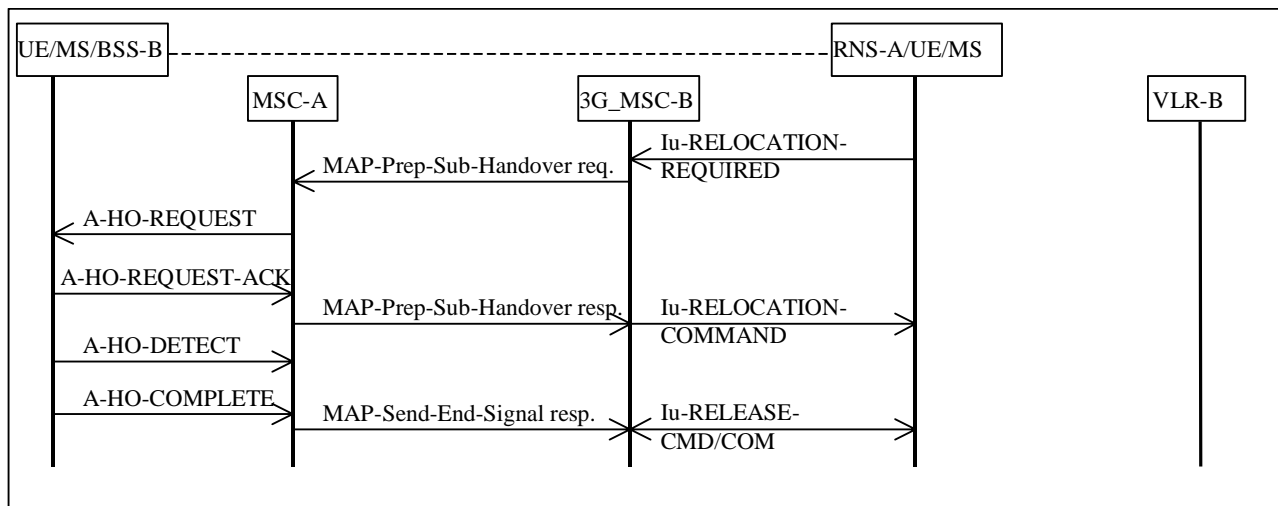 UE/MS/BSS-B
RNS-A/UE/MS
MSC-A
3G_MSC-B
VLR-B
Iu-RELOCATION-
REQUIRED
MAP-Prep-Sub-Handover req.
A-HO-REQUEST
A-HO-REQUEST-ACK
MAP-Prep-Sub-Handover resp.
Iu-RELOCATION-
COMMAND
A-HO-DETECT
A-HO-COMPLETE
MAP-Send-End-Signal resp.
Iu-RELEASE-
CMD/COM